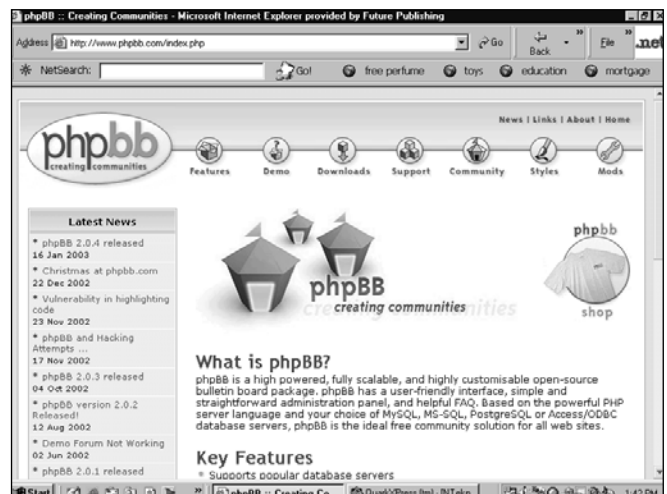 phpBB :: Creating Communities - Microsoft Internet Explorer provided by Future Publishing
Address http://www.phpbb.com/index.php Go Back » File » .net
NetSearch: Go! free perfume toys education mortgage
News | Links | About | Home
phpbb
creating communities
Features Demo Downloads Support Community Styles Mods
Latest News
* phpBB 2.0.4 released
16 Jan 2003
* Christmas at phpbb.com
22 Dec 2002
* Vulnerability in highlighting
code
23 Nov 2002
* phpBB and Hacking
Attempts ...
17 Nov 2002
* phpBB 2.0.3 released
04 Oct 2002
* phpBB version 2.0.2
Released!
12 Aug 2002
* Demo Forum Not Working
02 Jun 2002
* phpBB 2.0.1 released
phpBB
creating communities
phpbb
shop
What is phpBB?
phpBB is a high powered, fully scalable, and highly customisable open-source
bulletin board package. phpBB has a user-friendly interface, simple and
straightforward administration panel, and helpful FAQ. Based on the powerful PHP
server language and your choice of MySQL, MS-SQL, PostgreSQL or Access/ODBC
database servers, phpBB is the ideal free community solution for all web sites.
Key Features
* Supports popular database servers
Start » phpBB :: Creating Co... QuarkXPress (tm) - 1:42 PM